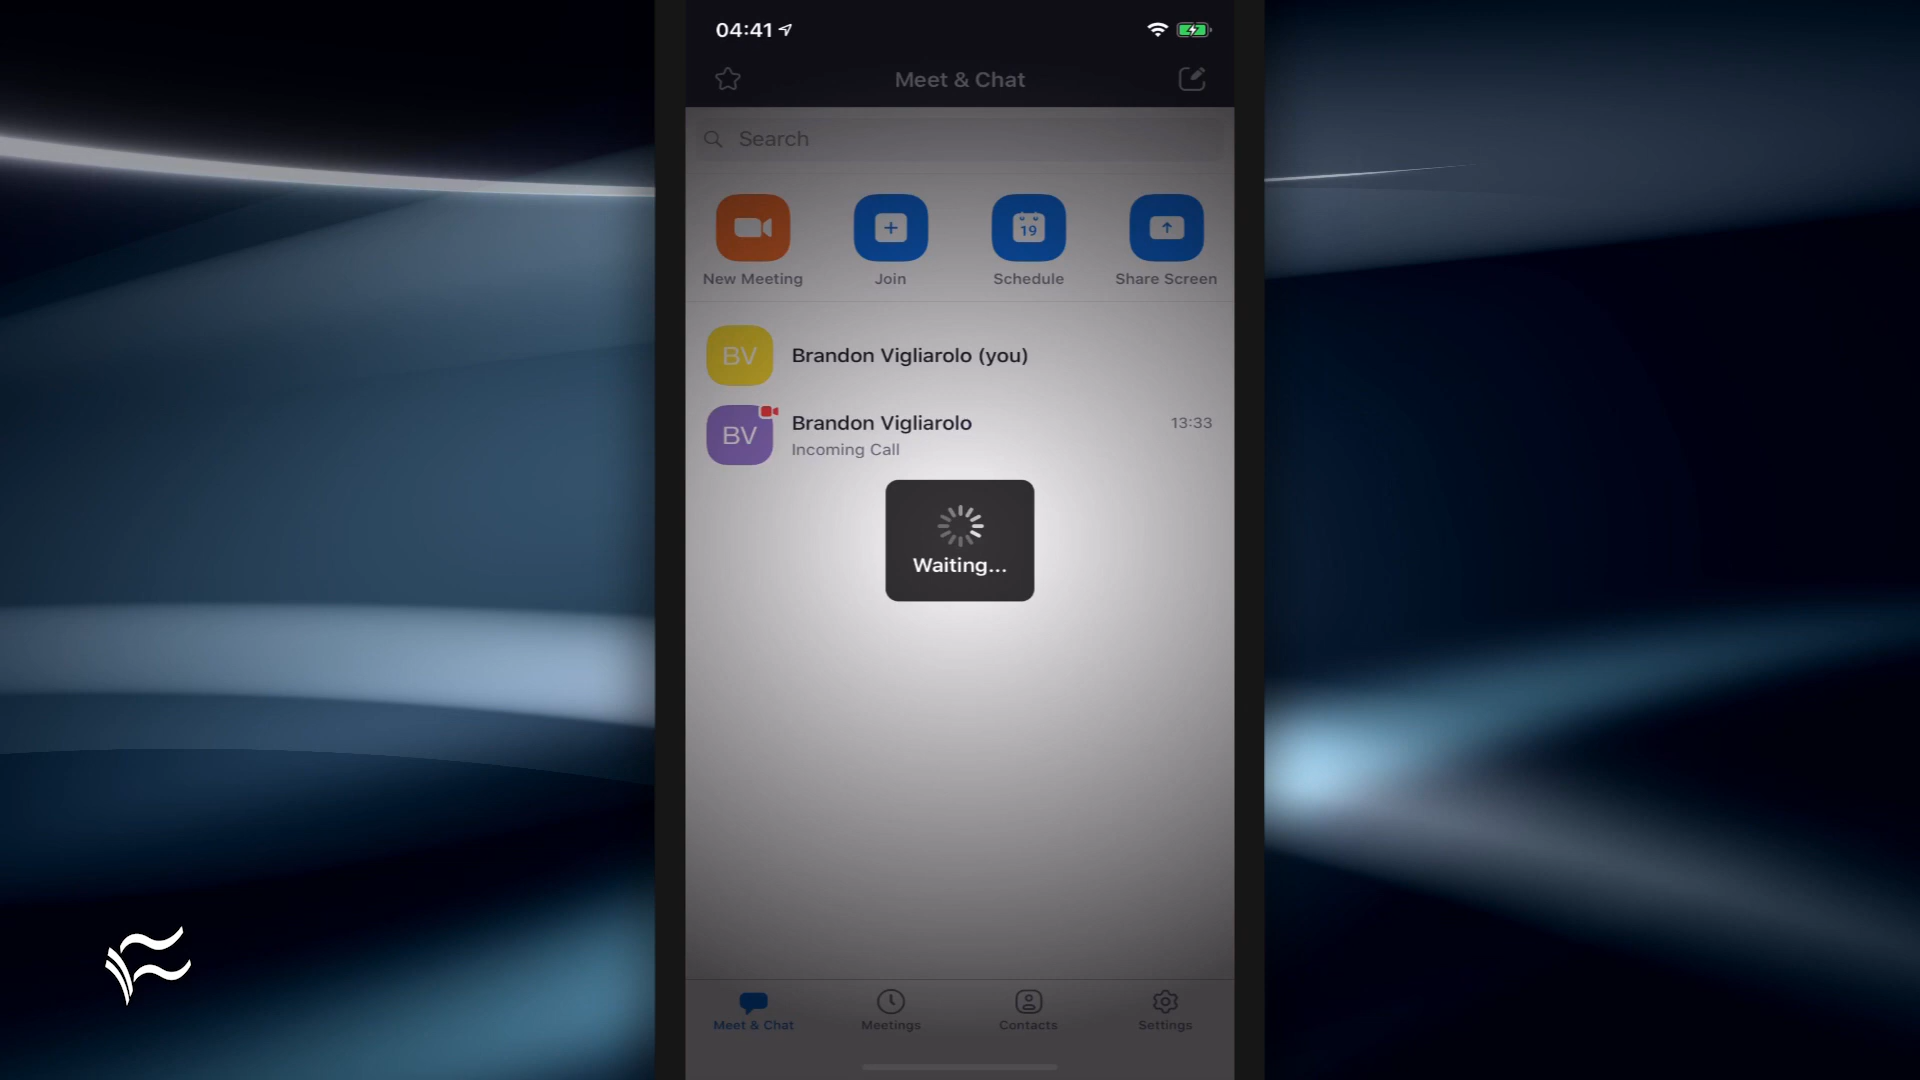 04:41
Meet & Chat
Search
19
New Meeting
Join
Schedule
Share Screen
BV
Brandon Vigliarolo (you)
BV
Brandon Vigliarolo
13:33
Incoming Call
Waiting...
Meet & Chat
Meetings
Contacts
Settings